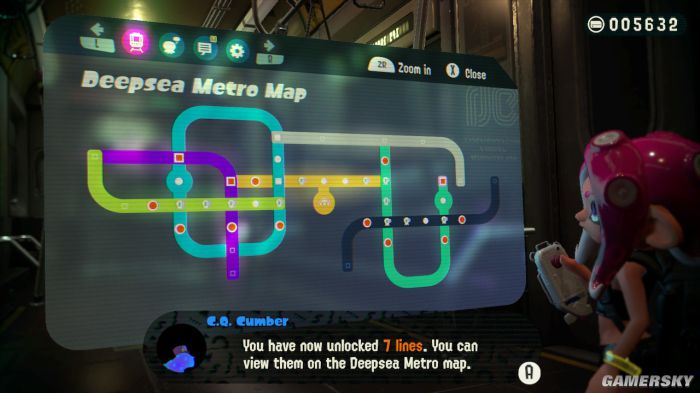 L
R
005632
ZR Zoom in
X Close
Deepsea Metro Map
C.Q. Cumber
You have now unlocked 7 lines. You can
view them on the Deepsea Metro map.
A
GAMERSKY